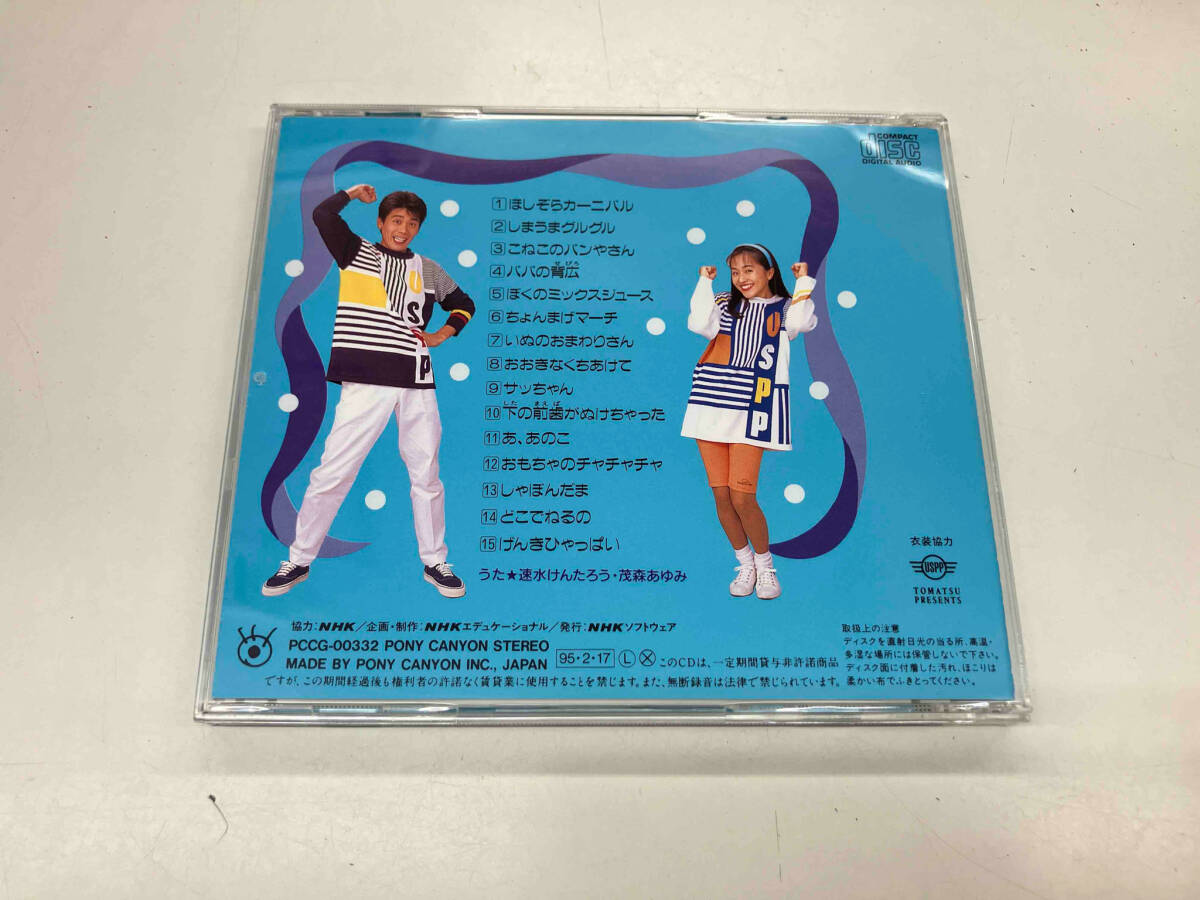 COMPACT
disc
DIGITAL AUDIO
1 ほしぞらカーニバル
2 しまうまグルグル
3 こねこのパンやさん
せびろ
4 パパの背広
5 ぼくのミックスジュース
6 ちょんまげマーチ
7 いぬのおまわりさん
8 おおきなくちあけて
9 サッちゃん
した まえば
10 下の前歯がぬけちゃった
11 あ、あのこ
12 おもちゃのチャチャチャ
13 しゃぼんだま
14 どこでねるの
15 げんきひゃっぱい
うた★速水けんたろう・茂森あゆみ
U
S
P
P
U
S
P
P
衣装協力
USPP
TOMATSU
PRESENTS
協力:NHK/企画・制作:NHKエデュケーショナル/発行:NHKソフトウェア
PCCG-00332 PONY CANYON STEREO
MADE BY PONY CANYON INC., JAPAN
95・2・17 L X このCDは、一定期間貸与非許諾商品
ですが、この期間経過後も権利者の許諾なく賃貸業に使用することを禁じます。また、無断録音は法律で禁じられています。
取扱上の注意
ディスクを直射日光の当る所、高温・
多湿な場所には保管しないで下さい。
ディスク面に付着した汚れ、ほこりは
柔かい布でふきとってください。